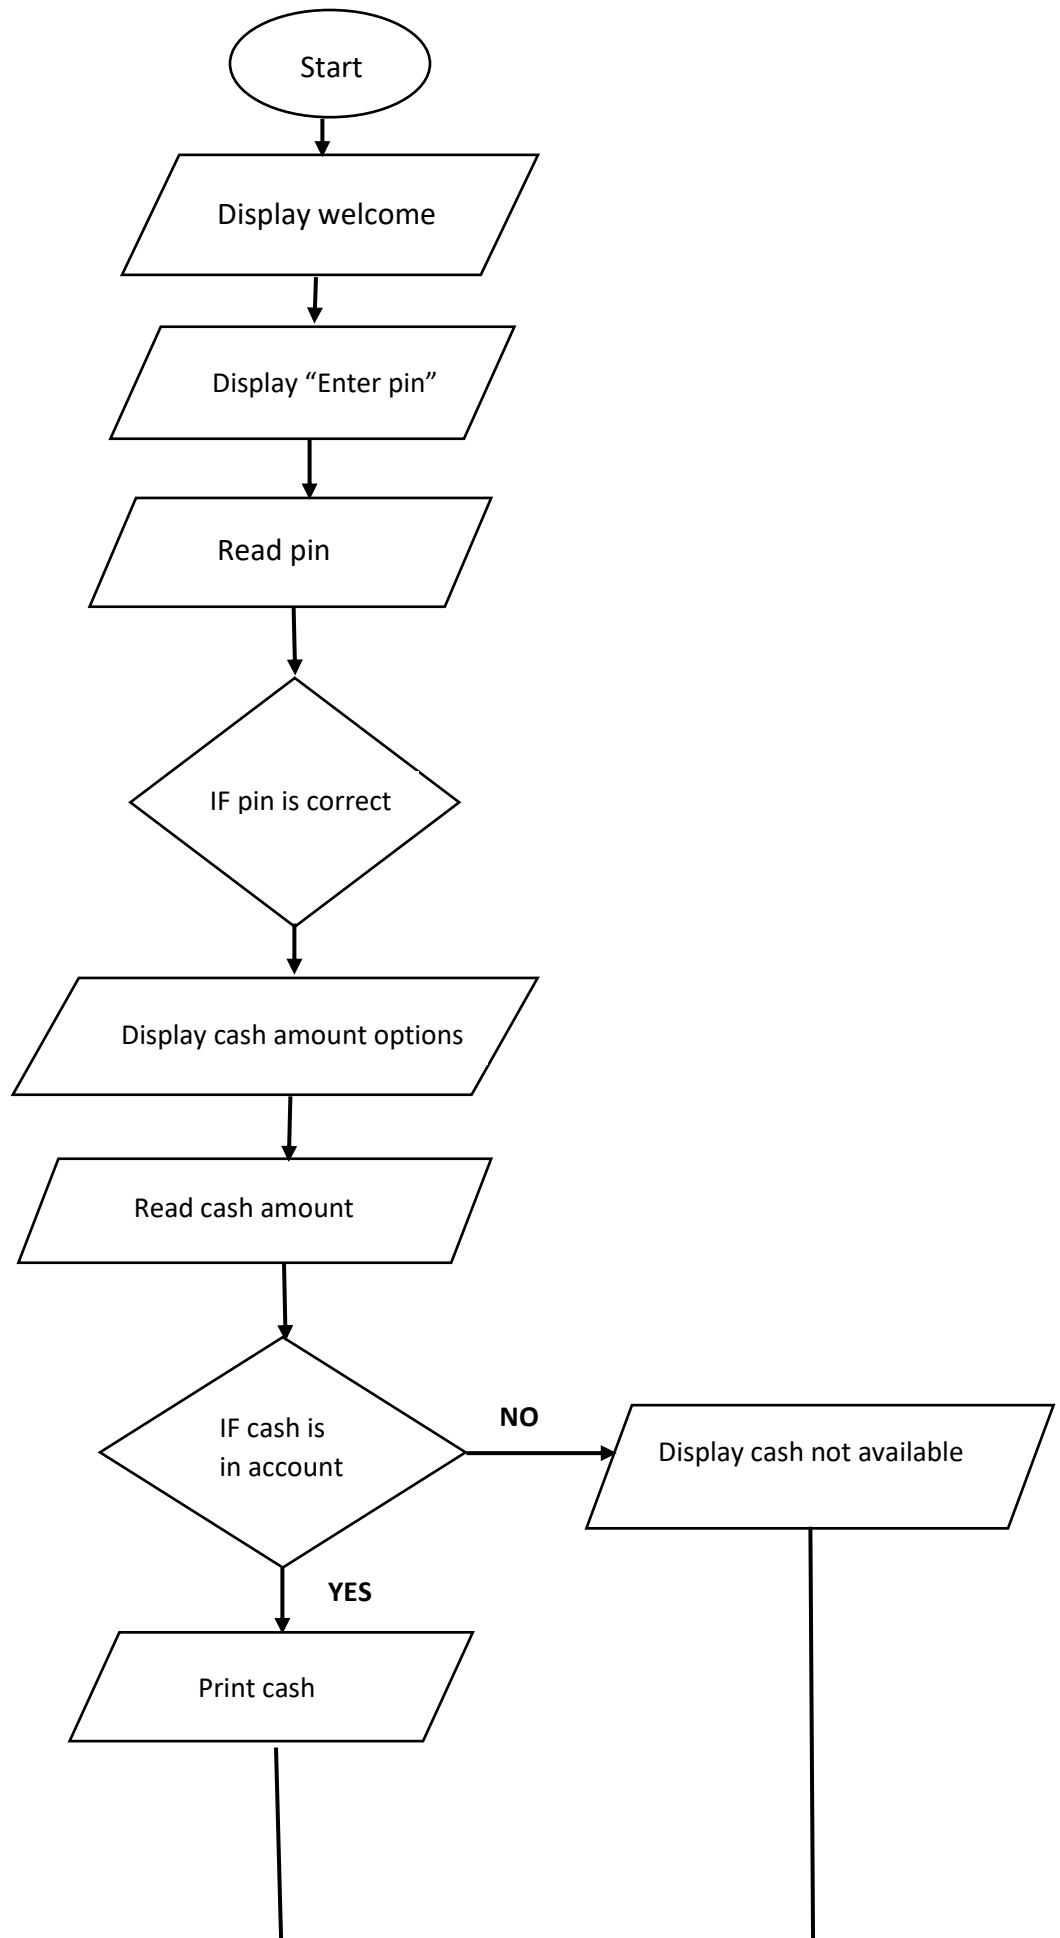 Start
Display welcome
Display “Enter pin”
Read pin
IF pin is correct
Display cash amount options
Read cash amount
IF cash is
in account
NO
Display cash not available
YES
Print cash